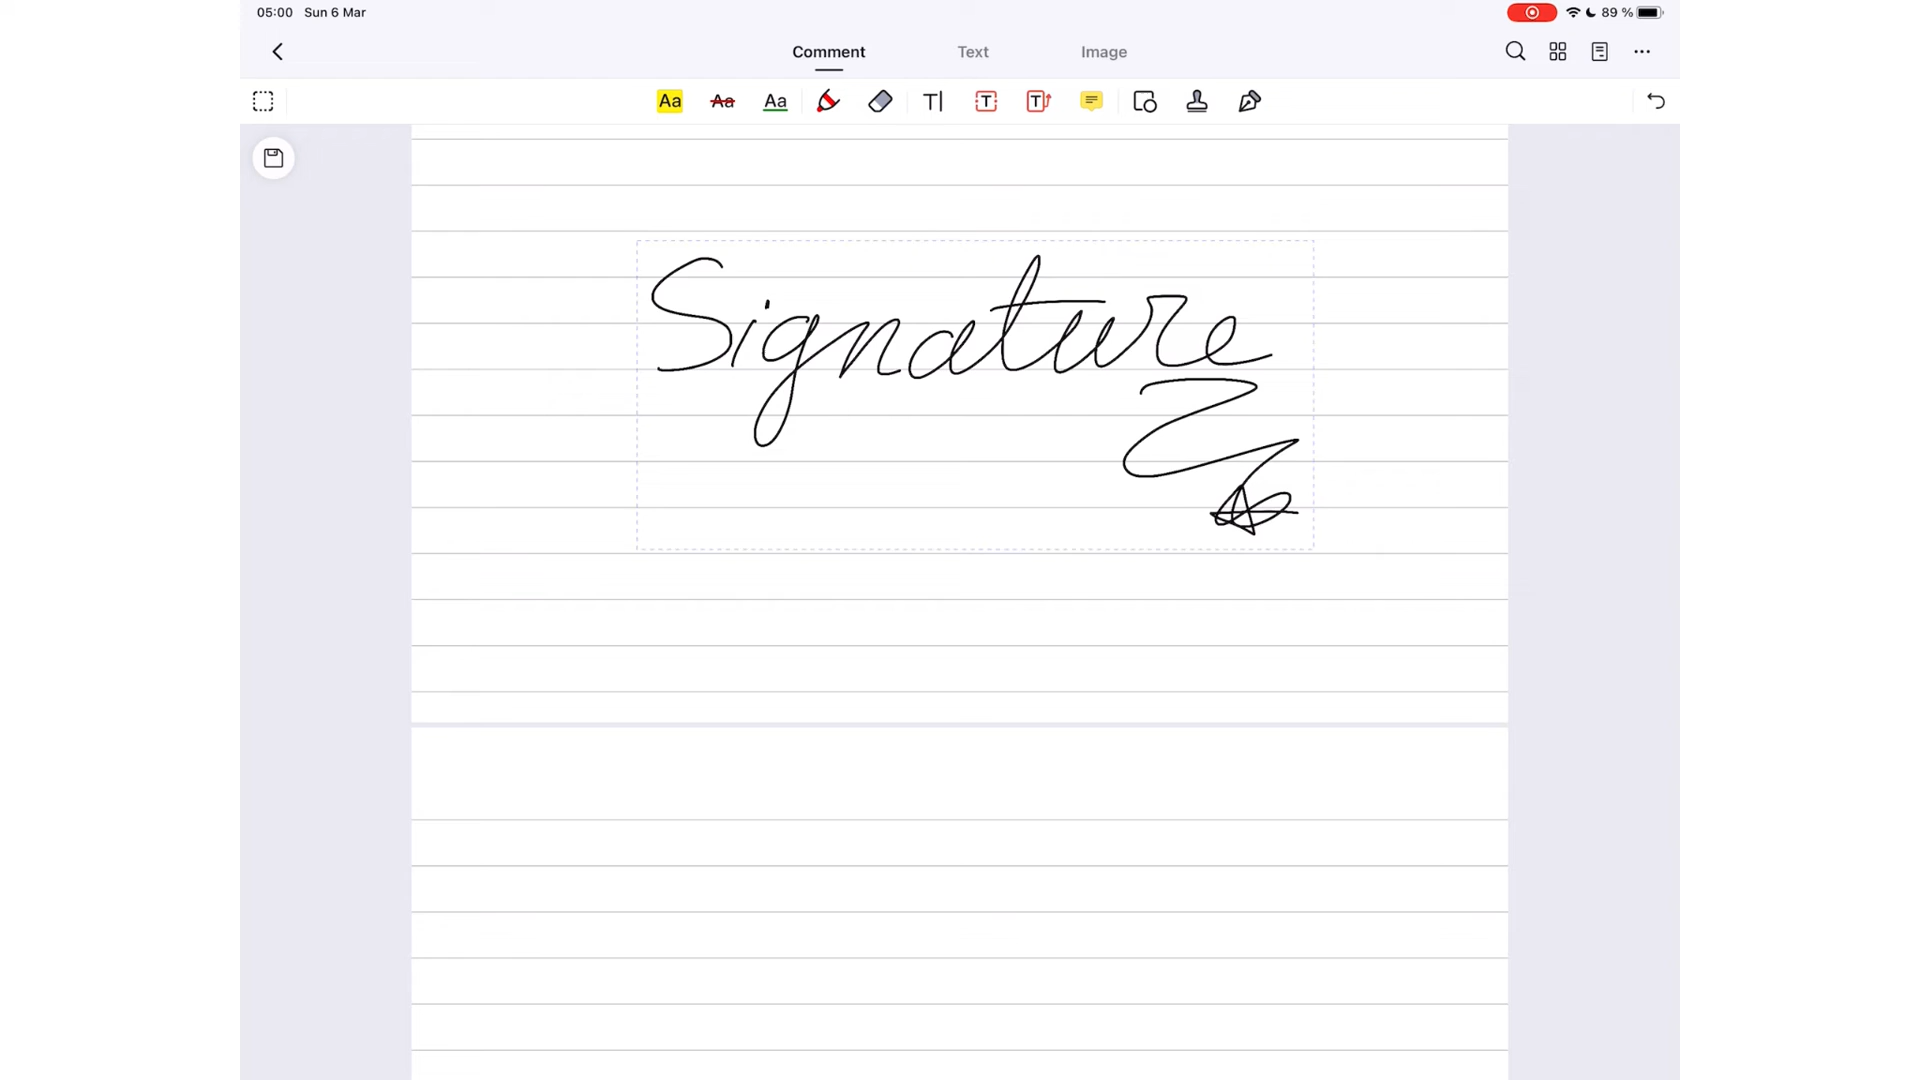 05:00 Sun 6 Mar 89 %
Comment Text Image
Aa Aa Aa T T T
Signature